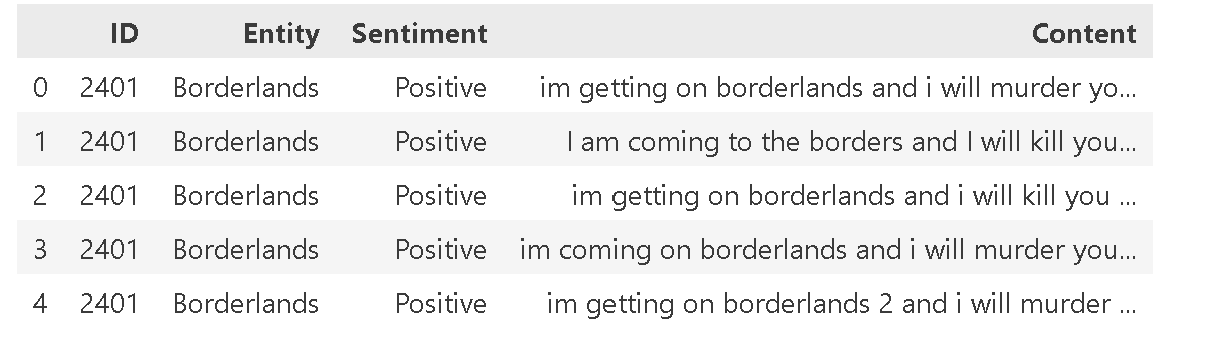 ID Entity Sentiment Content
0 2401 Borderlands Positive im getting on borderlands and i will murder yo...
1 2401 Borderlands Positive I am coming to the borders and I will kill you...
2 2401 Borderlands Positive im getting on borderlands and i will kill you ...
3 2401 Borderlands Positive im coming on borderlands and i will murder you...
4 2401 Borderlands Positive im getting on borderlands 2 and i will murder ...